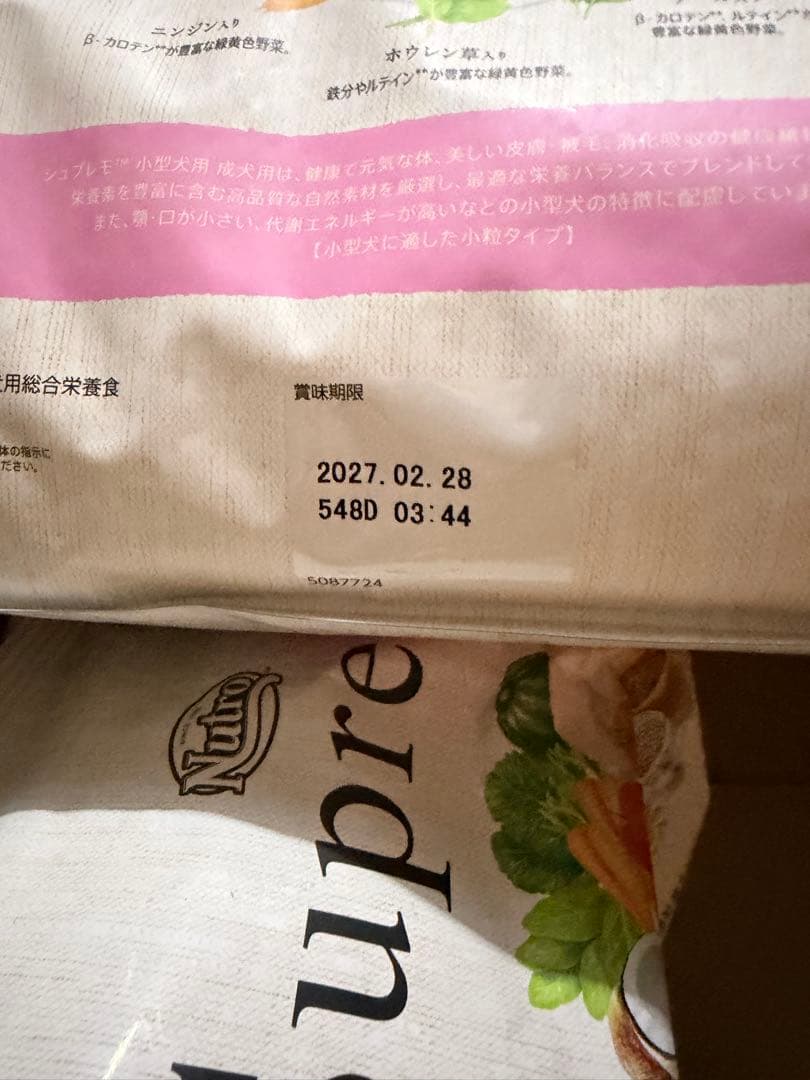 ニンジン入り
β-カロテン**が豊富な緑黄色野菜。
ホウレン草入り
鉄分やルテイン**が豊富な緑黄色野菜。
β-カロテン**、ルテイン**
豊富な緑黄色野菜。
シュプレモ™ 小型犬用 成犬用は、健康で元気な体、美しい皮膚・被毛、消化吸収の健康維
栄養素を豊富に含む高品質な自然素材を厳選し、最適な栄養バランスでブレンドして
また、顎・口が小さい、代謝エネルギーが高いなどの小型犬の特徴に配慮していま
【小型犬に適した小粒タイプ】
用総合栄養食
体の指示に
ださい。
賞味期限
2027.02.28
548D 03:44
5087724
Nutro
upre